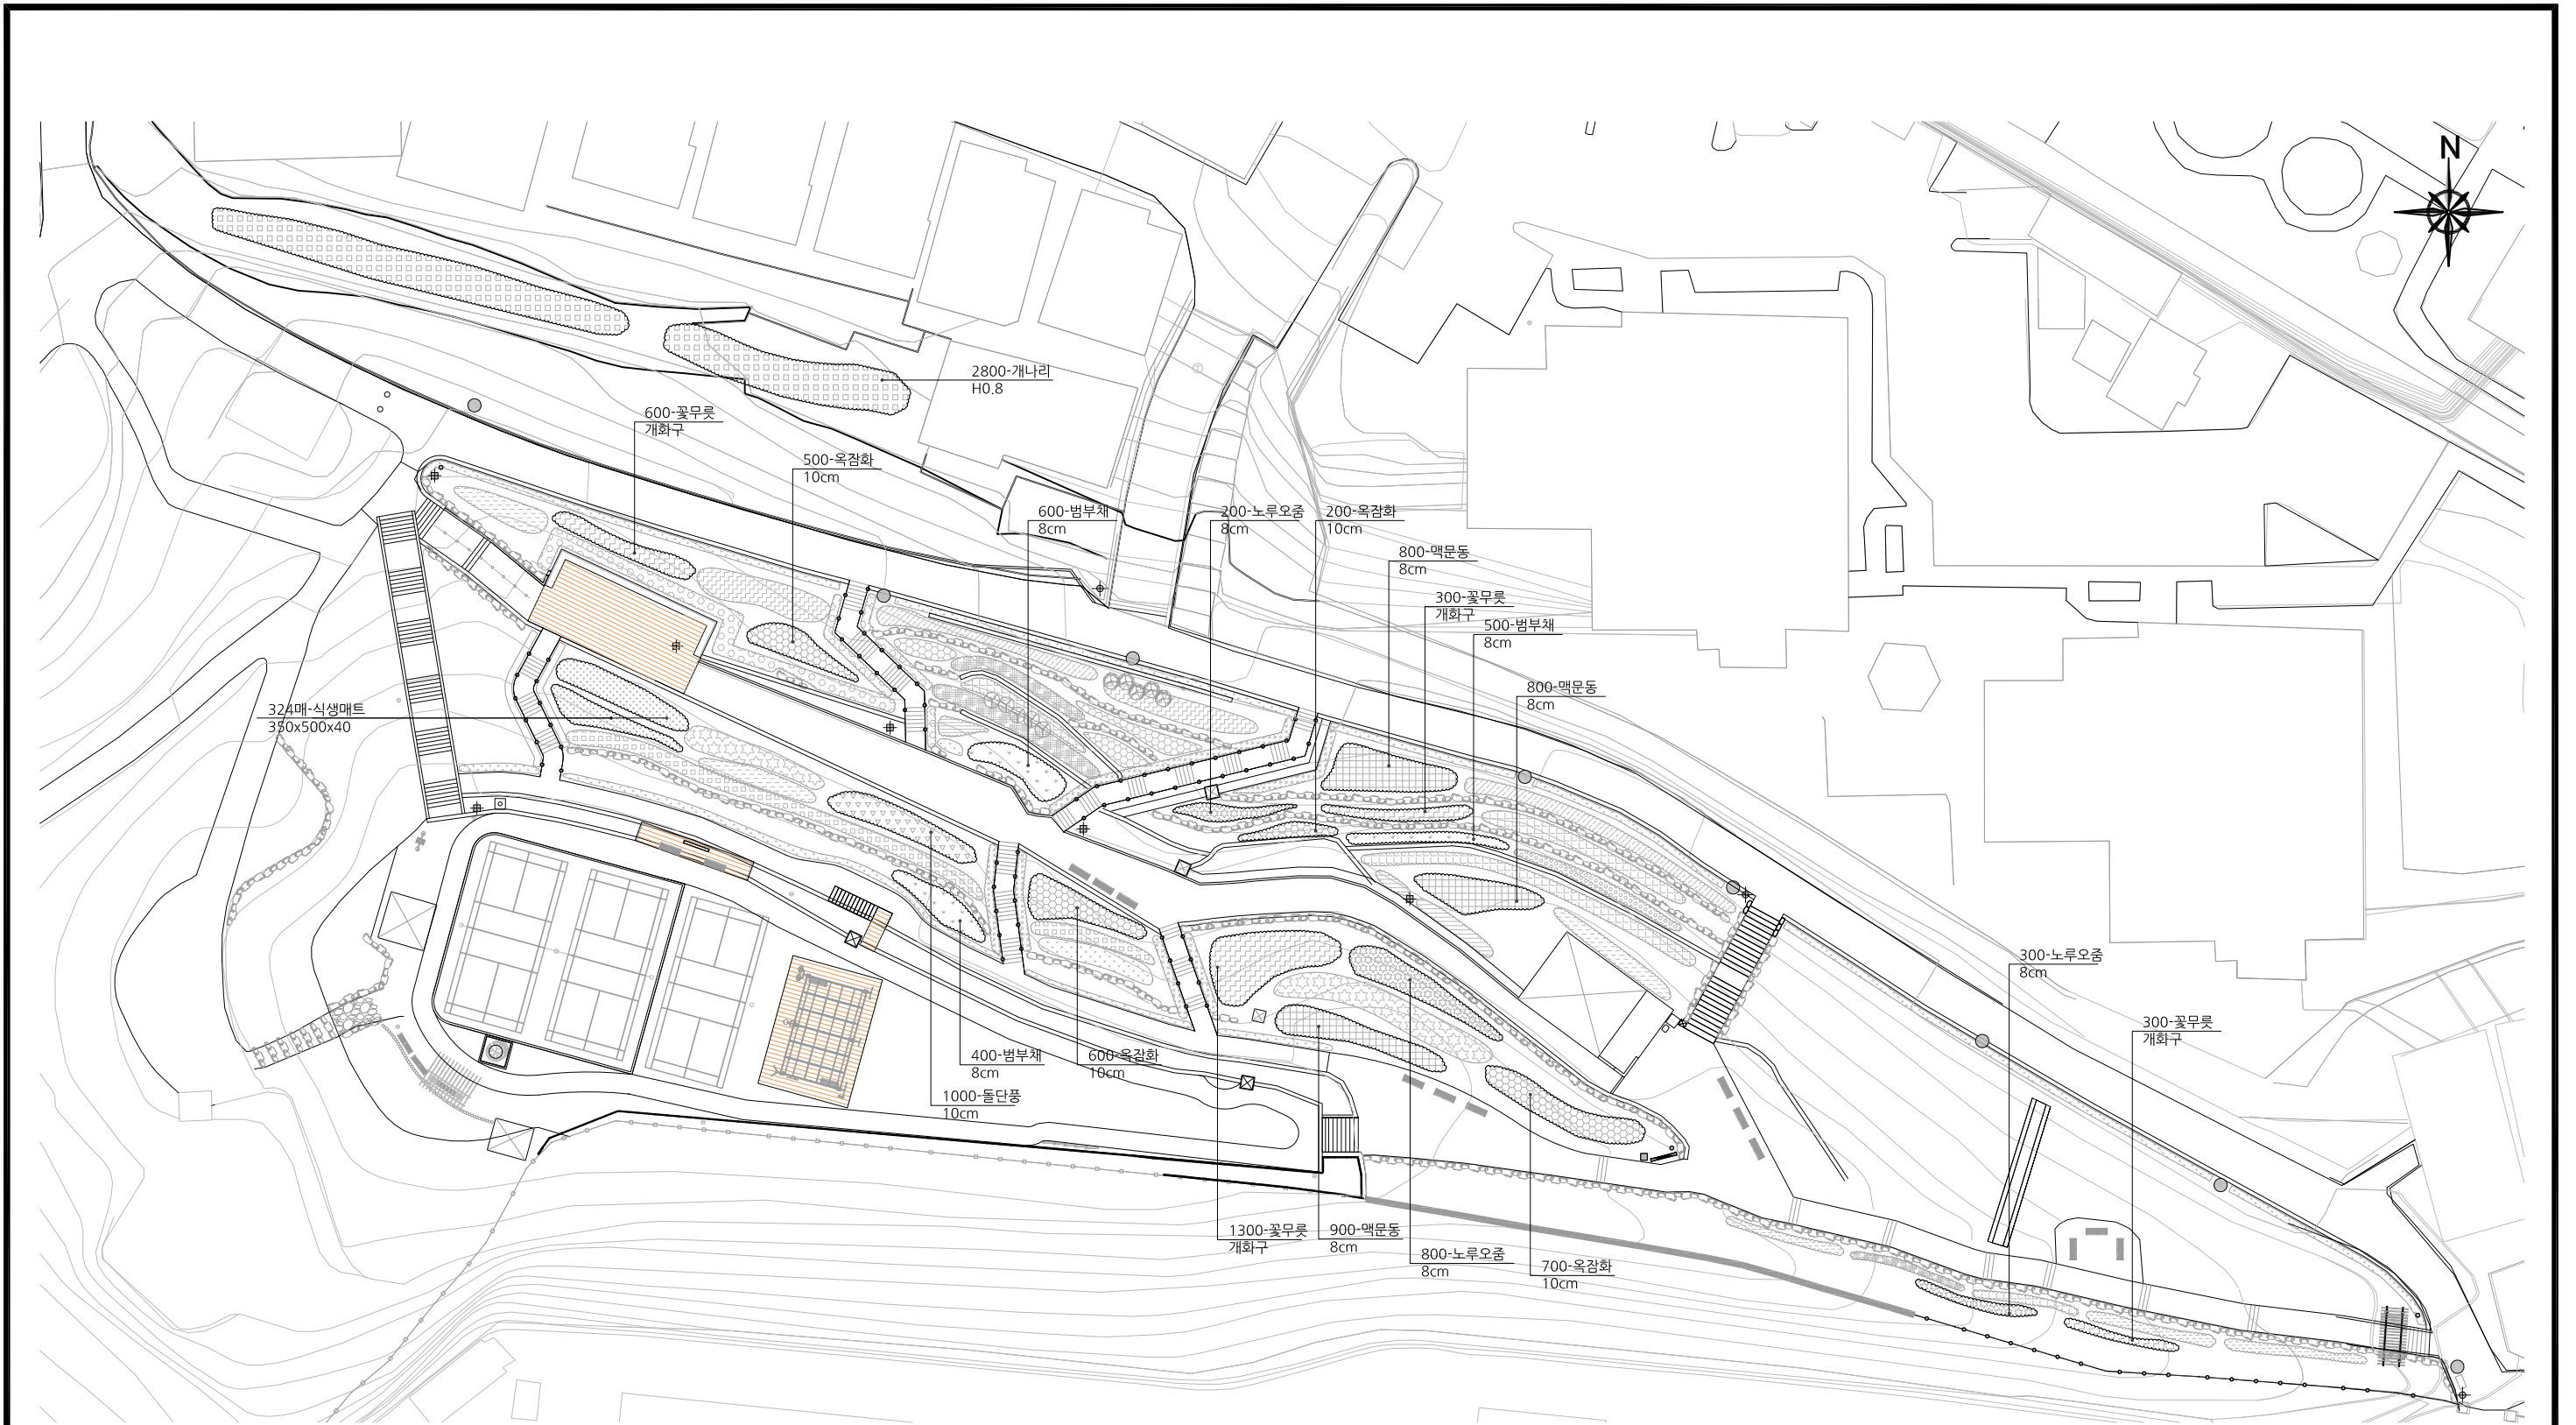 N
2800-개나리
H0.8
600-꽃무릇
개화구
500-옥잠화
10cm
600-범부채
8cm
200-노루오줌
8cm
200-옥잠화
10cm
800-맥문동
8cm
300-꽃무릇
개화구
500-범부채
8cm
800-맥문동
8cm
324매-식생매트
350x500x40
300-노루오줌
8cm
300-꽃무릇
개화구
400-범부채
8cm
600-옥잠화
10cm
1000-돌단풍
10cm
1300-꽃무릇
개화구
900-맥문동
8cm
800-노루오줌
8cm
700-옥잠화
10cm